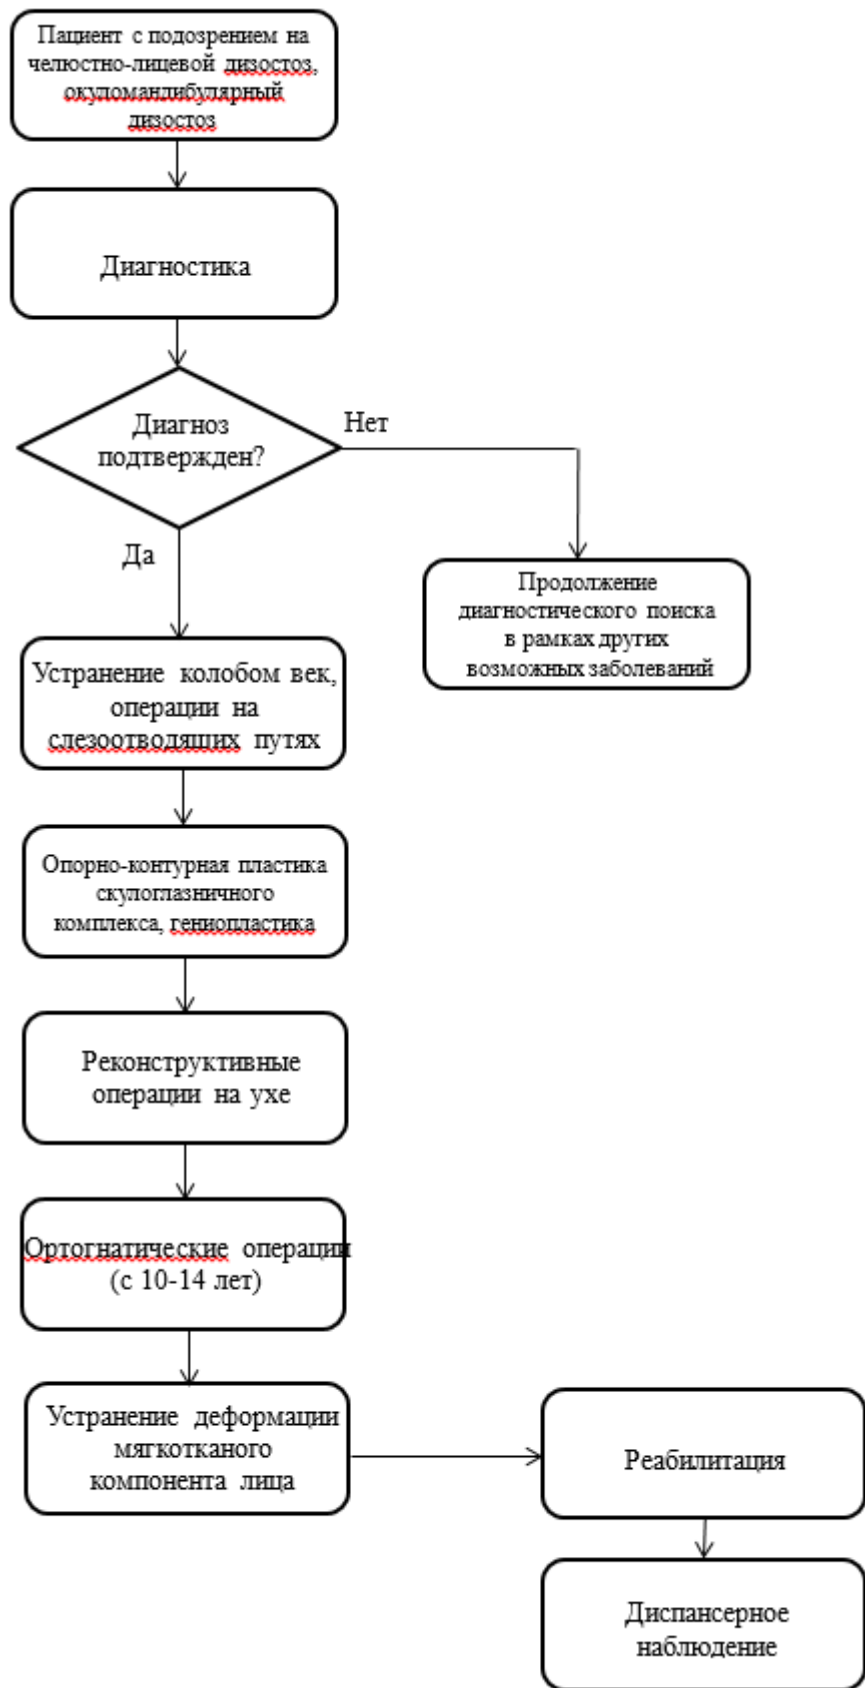 Пациент с подозрением на
челюстно-лицевой дизостоз,
окуломандибулярный
дизостоз
Диагностика
Диагноз
подтвержден?
Нет
Да
Продолжение
диагностического поиска
в рамках других
возможных заболеваний
Устранение колобом век,
операции на
слезоотводящих путях
Опорно-контурная пластика
скулоглазничного
комплекса, гениопластика
Реконструктивные
операции на ухе
Ортогнатические операции
(с 10-14 лет)
Устранение деформации
мягкотканого
компонента лица
Реабилитация
Диспансерное
наблюдение